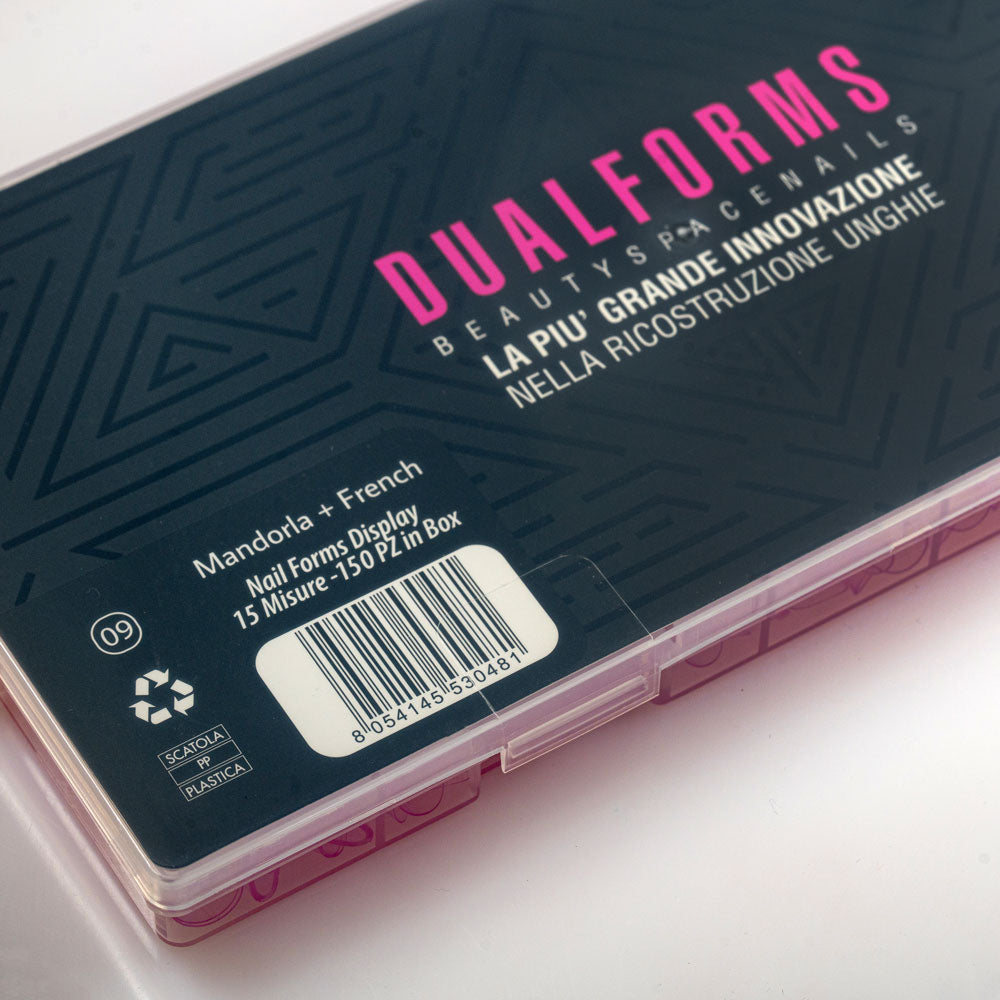 DUALFORMS
BEAUTYSPACENAILS
LA PIU' GRANDE INNOVAZIONE
NELLA RICOSTRUZIONE UNGHIE
Mandorla + French
Nail Forms Display
15 Misure -150 PZ in Box
09
8 054145 530481
SCATOLA
PP
PLASTICA